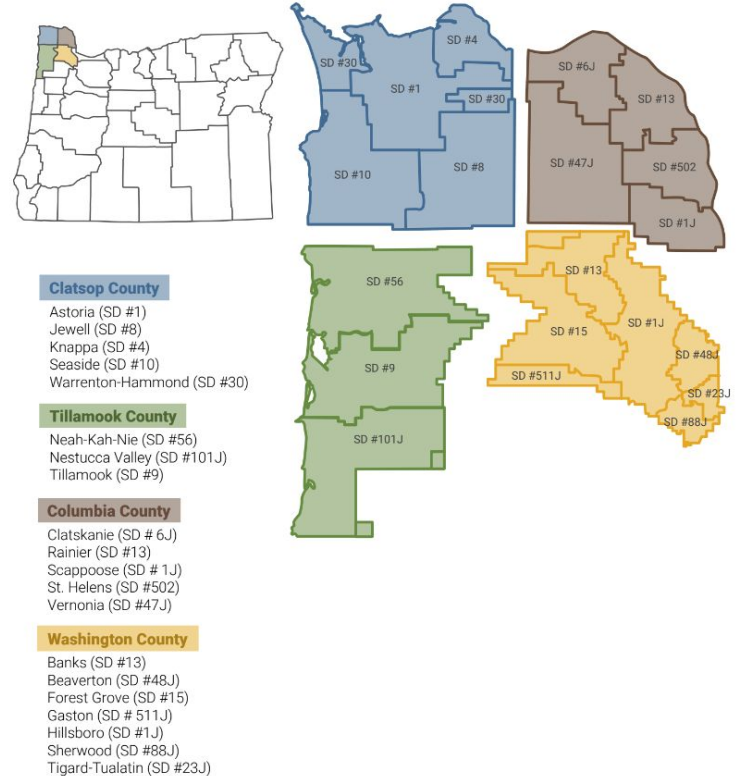 SD #4
SD #30
SD #1
SD #30
SD #10
SD #8
SD #6J
SD #13
SD #47J
SD #502
SD #1J
SD #56
SD #9
SD #101J
SD #13
SD #1J
SD #15
SD #48J
SD #511J
SD #23J
SD #88J
Clatsop County
Astoria (SD #1)
Jewell (SD #8)
Knappa (SD #4)
Seaside (SD #10)
Warrenton-Hammond (SD #30)
Tillamook County
Neah-Kah-Nie (SD #56)
Nestucca Valley (SD #101J)
Tillamook (SD #9)
Columbia County
Clatskanie (SD # 6J)
Rainier (SD #13)
Scappoose (SD # 1J)
St. Helens (SD #502)
Vernonia (SD #47J)
Washington County
Banks (SD #13)
Beaverton (SD #48J)
Forest Grove (SD #15)
Gaston (SD # 511J)
Hillsboro (SD #1J)
Sherwood (SD #88J)
Tigard-Tualatin (SD #23J)